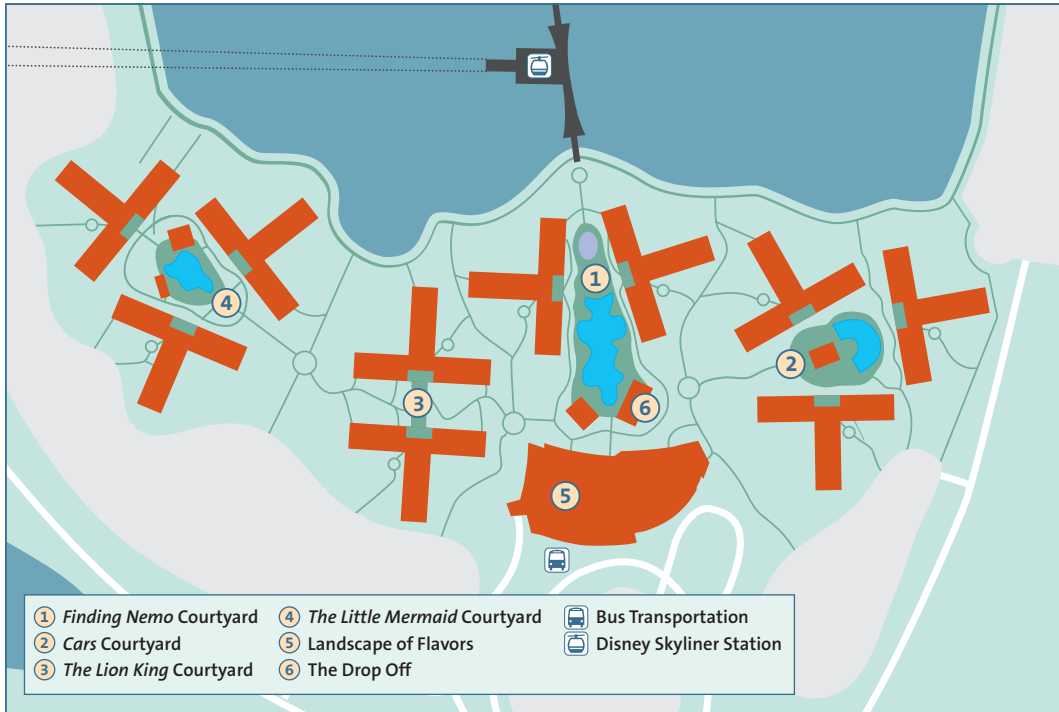 1
4
2
3
6
5
1 Finding Nemo Courtyard
2 Cars Courtyard
3 The Lion King Courtyard
4 The Little Mermaid Courtyard
5 Landscape of Flavors
6 The Drop Off
Bus Transportation
Disney Skyliner Station